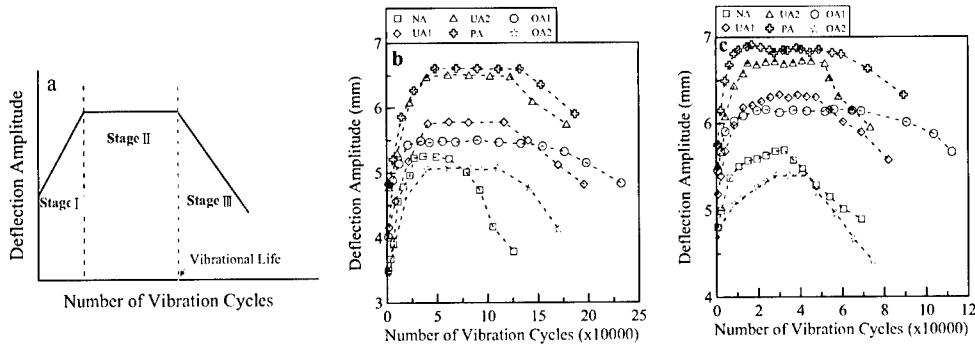 a
Deflection Amplitude
Stage I
Stage II
Stage III
Vibrational Life
Number of Vibration Cycles
NA UA2 OA1
UA1 PA OA2
b
Deflection Amplitude (mm)
7
6
5
4
3
0 5 10 15 20 25
Number of Vibration Cycles (x10000)
NA UA2 OA1
UA1 PA OA2
c
Deflection Amplitude (mm)
7
6
5
4
0 2 4 6 8 10 12
Number of Vibration Cycles (x10000)